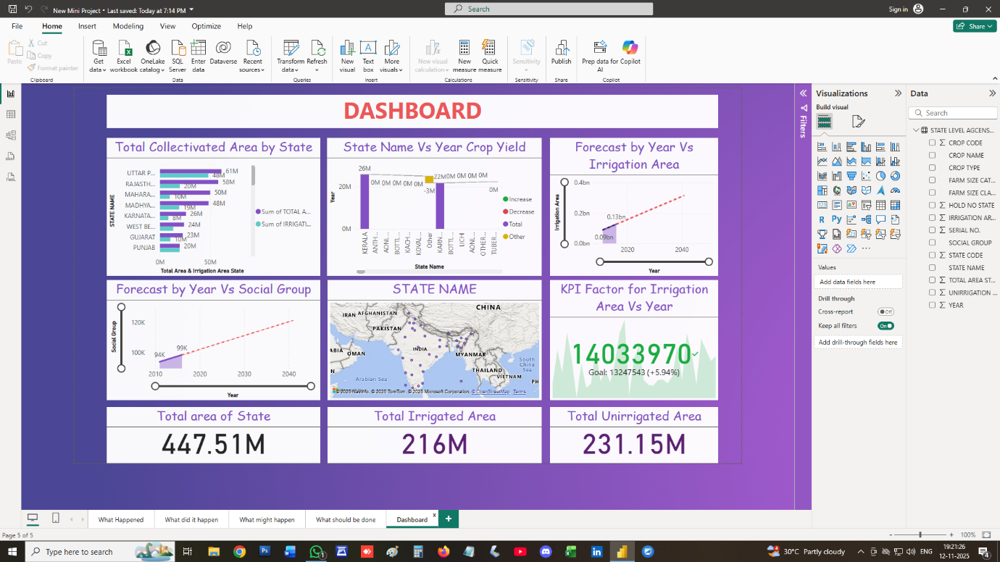 New Mini Project • Last saved: Today at 7:14 PM
Search
Sign in
File
Home
Insert
Modeling
View
Optimize
Help
Share
Paste
Cut
Copy
Format painter
Clipboard
Get data
Excel workbook
OneLake catalog
SQL Server
Enter data
Dataverse
Recent sources
Data
Transform data
Refresh
Queries
New visual
Text box
More visuals
Insert
New visual calculation
New measure
Quick measure
Calculations
Sensitivity
Sensitivity
Publish
Share
Prep data for AI
Copilot
Copilot
DASHBOARD
Total Collectivated Area by State
STATE NAME
UTTAR P...
RAJASTH...
MAHARA...
MADHYA...
KARNATA...
WEST BE...
GUJARAT
PUNJAB
61M
48M
58M
20M
50M
10M
48M
19M
26M
8M
24M
23M
10M
20M
0M
50M
Total Area & Irrigation Area State
Sum of TOTAL A...
Sum of IRRIGATI...
State Name Vs Year Crop Yield
Year
20M
0M
26M
0M 0M 0M 0M 0M
-3M
22M
0M 0M 0M 0M
0M
KERALA
ANTH...
AONL...
BOTTL...
KACH...
KOVAL...
Other
KARN...
BOTTL...
LICHI
AONL...
OTHER...
TUBER...
State Name
Increase
Decrease
Total
Other
Forecast by Year Vs
Irrigation Area
Irrigation Area
0.4bn
0.2bn
0.0bn
0.13bn
0.09bn
2020
2040
Year
Forecast by Year Vs Social Group
Social Group
120K
100K
94K
99K
2010
2020
2030
2040
Year
STATE NAME
CHINA
IRAN
AFGHANISTAN
PAKISTAN
INDIA
ABIA
OMAN
MYANMAR
THAILAND
VIETNAM
PH
South China Sea
Arabian Sea
© 2025 Navinfo, © 2025 TomTom, © 2025 Microsoft Corporation, © OpenStreetMap Terms
KPI Factor for Irrigation
Area Vs Year
14033970
Goal: 13247543 (+5.94%)
Total area of State
447.51M
Total Irrigated Area
216M
Total Unirrigated Area
231.15M
Filters
Visualizations
Build visual
Values
Add data fields here
Drill through
Cross-report
Off
Keep all filters
On
Add drill-through fields here
Data
Search
STATE LEVEL AGCENS...
CROP CODE
CROP NAME
CROP TYPE
FARM SIZE CAT...
FARM SIZE CLA...
HOLD NO STATE
IRRIGATION AR...
SERIAL NO.
SOCIAL GROUP
STATE CODE
STATE NAME
TOTAL AREA ST...
UNIRRIGATION ...
YEAR
What Happened
What did it happen
What might happen
What should be done
Dashboard
Page 5 of 5
100%
Type here to search
30°C Partly cloudy
ENG
19:21:26
12-11-2025